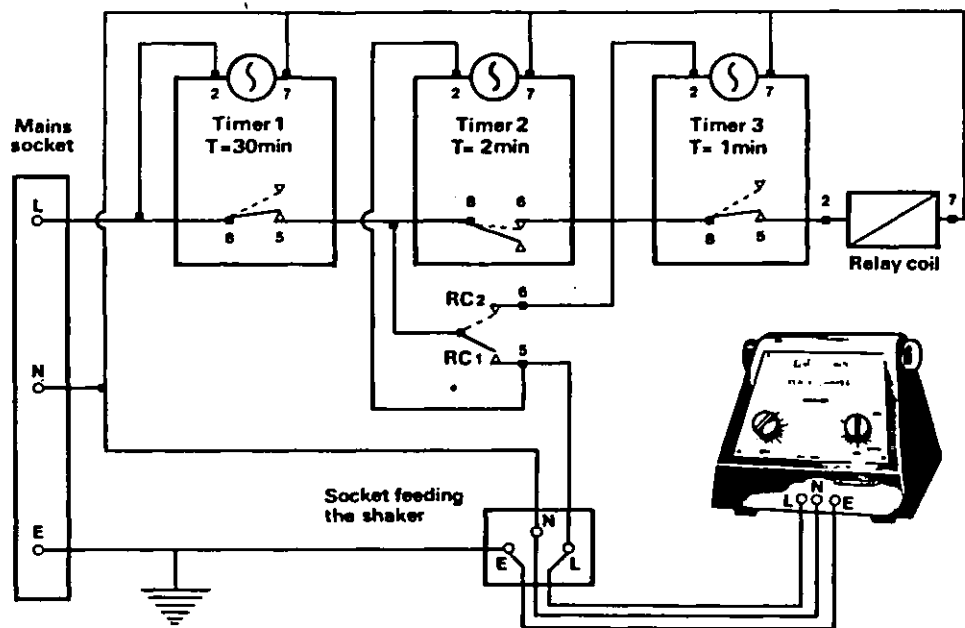 2
7
2
7
2
7
Mains
socket
Timer 1
T=30min
Timer 2
T= 2min
Timer 3
T= 1min
L
6
5
8
6
8
5
2
7
Relay coil
RC2
6
RC1
5
N
Socket feeding
the shaker
N
E
L
L
N
E
E